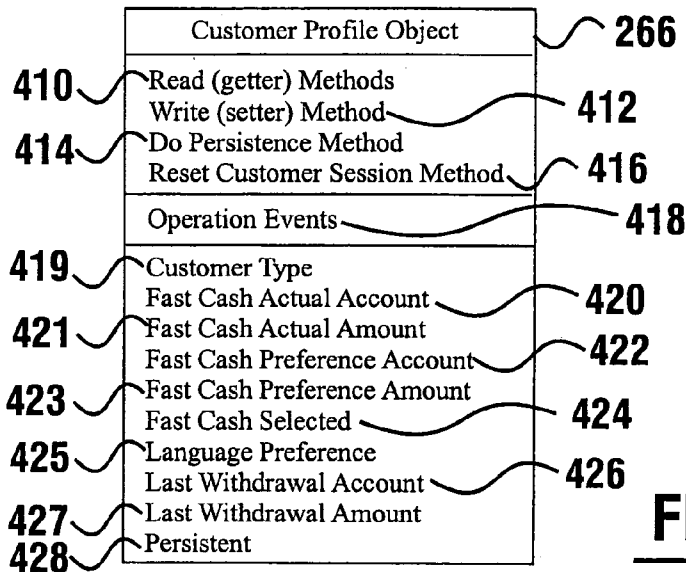 Customer Profile Object 266
410 Read (getter) Methods
Write (setter) Method 412
414 Do Persistence Method
Reset Customer Session Method 416
Operation Events 418
419 Customer Type
Fast Cash Actual Account 420
421 Fast Cash Actual Amount
Fast Cash Preference Account 422
423 Fast Cash Preference Amount
Fast Cash Selected 424
425 Language Preference
Last Withdrawal Account 426
427 Last Withdrawal Amount
428 Persistent